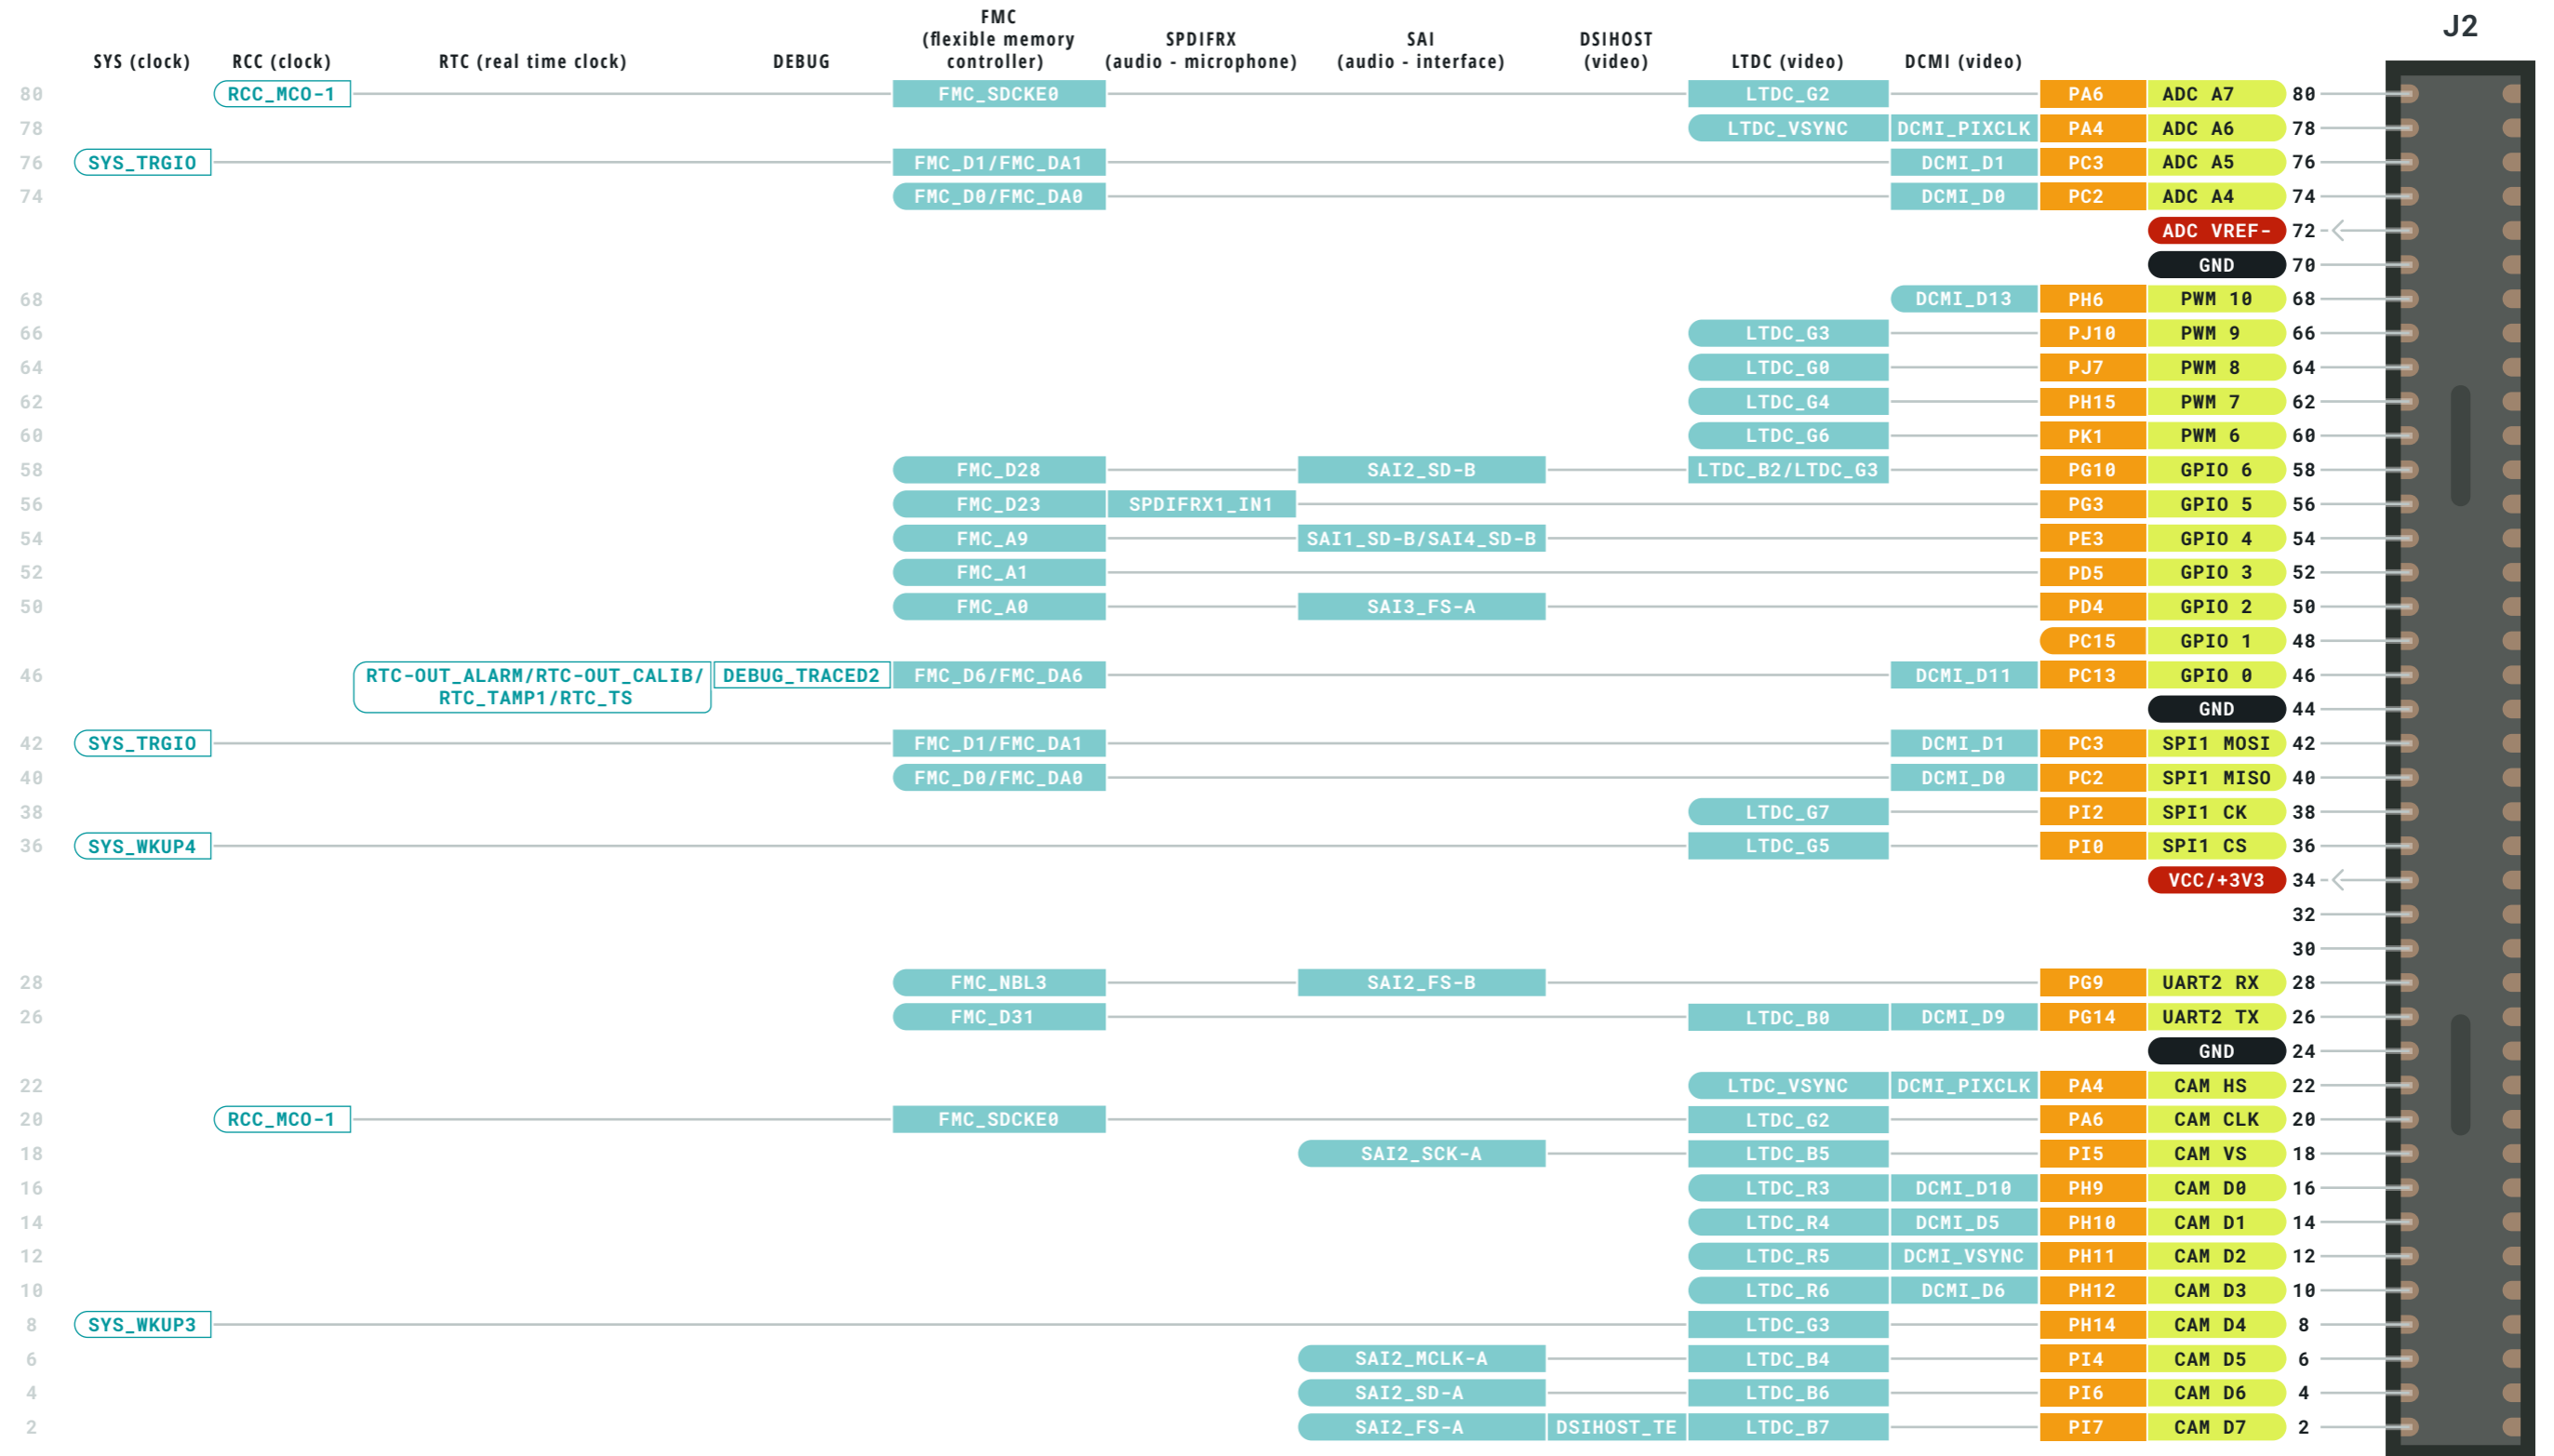 J2
SYS (clock) RCC (clock) RTC (real time clock) DEBUG FMC (flexible memory controller) SPDIFRX (audio - microphone) SAI (audio - interface) DSIHOST (video) LTDC (video) DCMI (video)
80 RCC_MCO-1 FMC_SDCKE0 LTDC_G2 PA6 ADC A7 80
78 LTDC_VSYNC DCMI_PIXCLK PA4 ADC A6 78
76 SYS_TRGIO FMC_D1/FMC_DA1 DCMI_D1 PC3 ADC A5 76
74 FMC_D0/FMC_DA0 DCMI_D0 PC2 ADC A4 74
ADC VREF- 72
GND 70
68 DCMI_D13 PH6 PWM 10 68
66 LTDC_G3 PJ10 PWM 9 66
64 LTDC_G0 PJ7 PWM 8 64
62 LTDC_G4 PH15 PWM 7 62
60 LTDC_G6 PK1 PWM 6 60
58 FMC_D28 SAI2_SD-B LTDC_B2/LTDC_G3 PG10 GPIO 6 58
56 FMC_D23 SPDIFRX1_IN1 PG3 GPIO 5 56
54 FMC_A9 SAI1_SD-B/SAI4_SD-B PE3 GPIO 4 54
52 FMC_A1 PD5 GPIO 3 52
50 FMC_A0 SAI3_FS-A PD4 GPIO 2 50
PC15 GPIO 1 48
46 RTC-OUT_ALARM/RTC-OUT_CALIB/ DEBUG_TRACED2 FMC_D6/FMC_DA6 DCMI_D11 PC13 GPIO 0 46
RTC_TAMP1/RTC_TS
GND 44
42 SYS_TRGIO FMC_D1/FMC_DA1 DCMI_D1 PC3 SPI1 MOSI 42
40 FMC_D0/FMC_DA0 DCMI_D0 PC2 SPI1 MISO 40
38 LTDC_G7 PI2 SPI1 CK 38
36 SYS_WKUP4 LTDC_G5 PI0 SPI1 CS 36
VCC/+3V3 34
32
30
28 FMC_NBL3 SAI2_FS-B PG9 UART2 RX 28
26 FMC_D31 LTDC_B0 DCMI_D9 PG14 UART2 TX 26
GND 24
22 LTDC_VSYNC DCMI_PIXCLK PA4 CAM HS 22
20 RCC_MCO-1 FMC_SDCKE0 LTDC_G2 PA6 CAM CLK 20
18 SAI2_SCK-A LTDC_B5 PI5 CAM VS 18
16 LTDC_R3 DCMI_D10 PH9 CAM D0 16
14 LTDC_R4 DCMI_D5 PH10 CAM D1 14
12 LTDC_R5 DCMI_VSYNC PH11 CAM D2 12
10 LTDC_R6 DCMI_D6 PH12 CAM D3 10
8 SYS_WKUP3 LTDC_G3 PH14 CAM D4 8
6 SAI2_MCLK-A LTDC_B4 PI4 CAM D5 6
4 SAI2_SD-A LTDC_B6 PI6 CAM D6 4
2 SAI2_FS-A DSIHOST_TE LTDC_B7 PI7 CAM D7 2